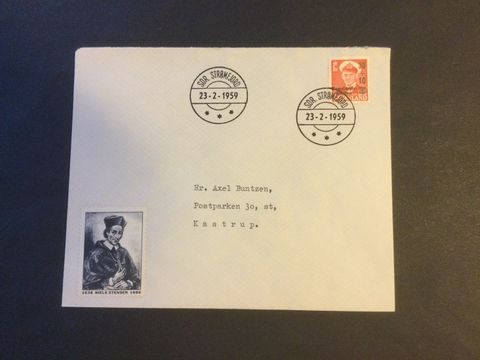 SDR. STRØMFJORD
23-2-1959
SDR. STRØMFJORD
23-2-1959
10
Hr. Axel Buntzen,
Postparken 3o, st,
Kastrup.
1638 NIELS STENSEN 1686